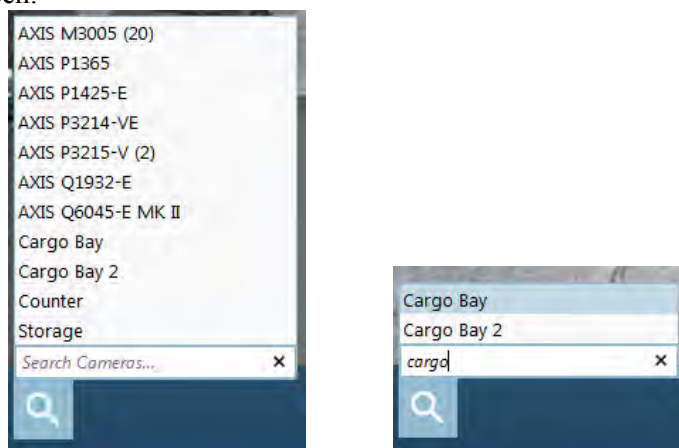 AXIS M3005 (20)
AXIS P1365
AXIS P1425-E
AXIS P3214-VE
AXIS P3215-V (2)
AXIS Q1932-E
AXIS Q6045-E MK II
Cargo Bay
Cargo Bay 2
Counter
Storage
Search Cameras...
Cargo Bay
Cargo Bay 2
cargo